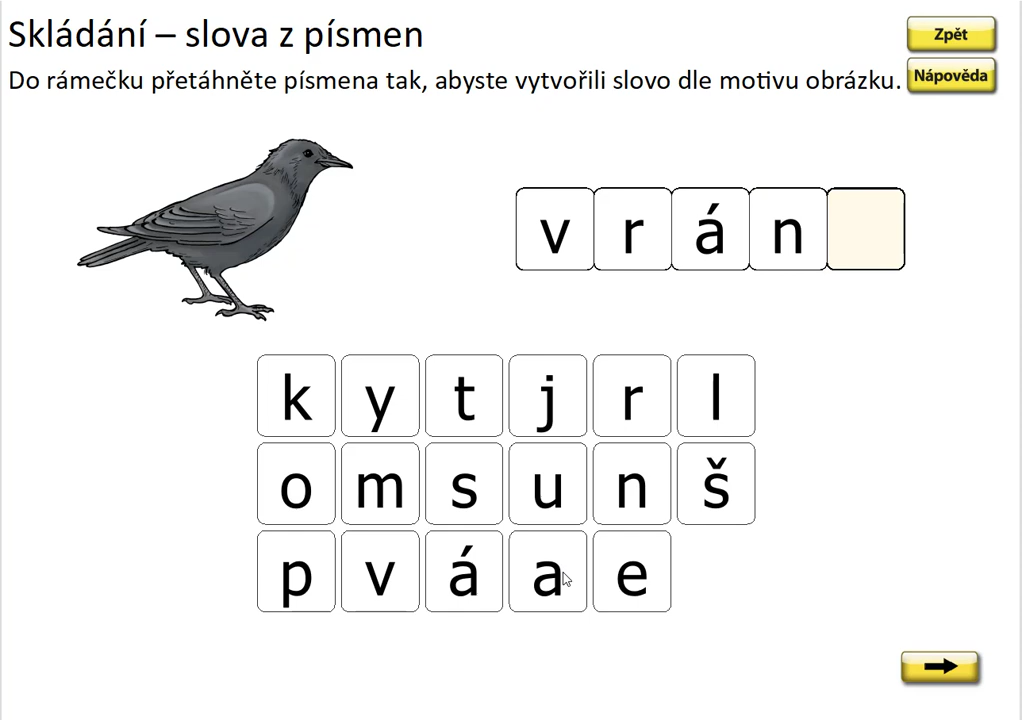 Skládání – slova z písmen
Zpět
Do rámečku přetáhněte písmena tak, abyste vytvořili slovo dle motivu obrázku.
Nápověda
v r á n
k y t j r l
o m s u n š
p v á a e